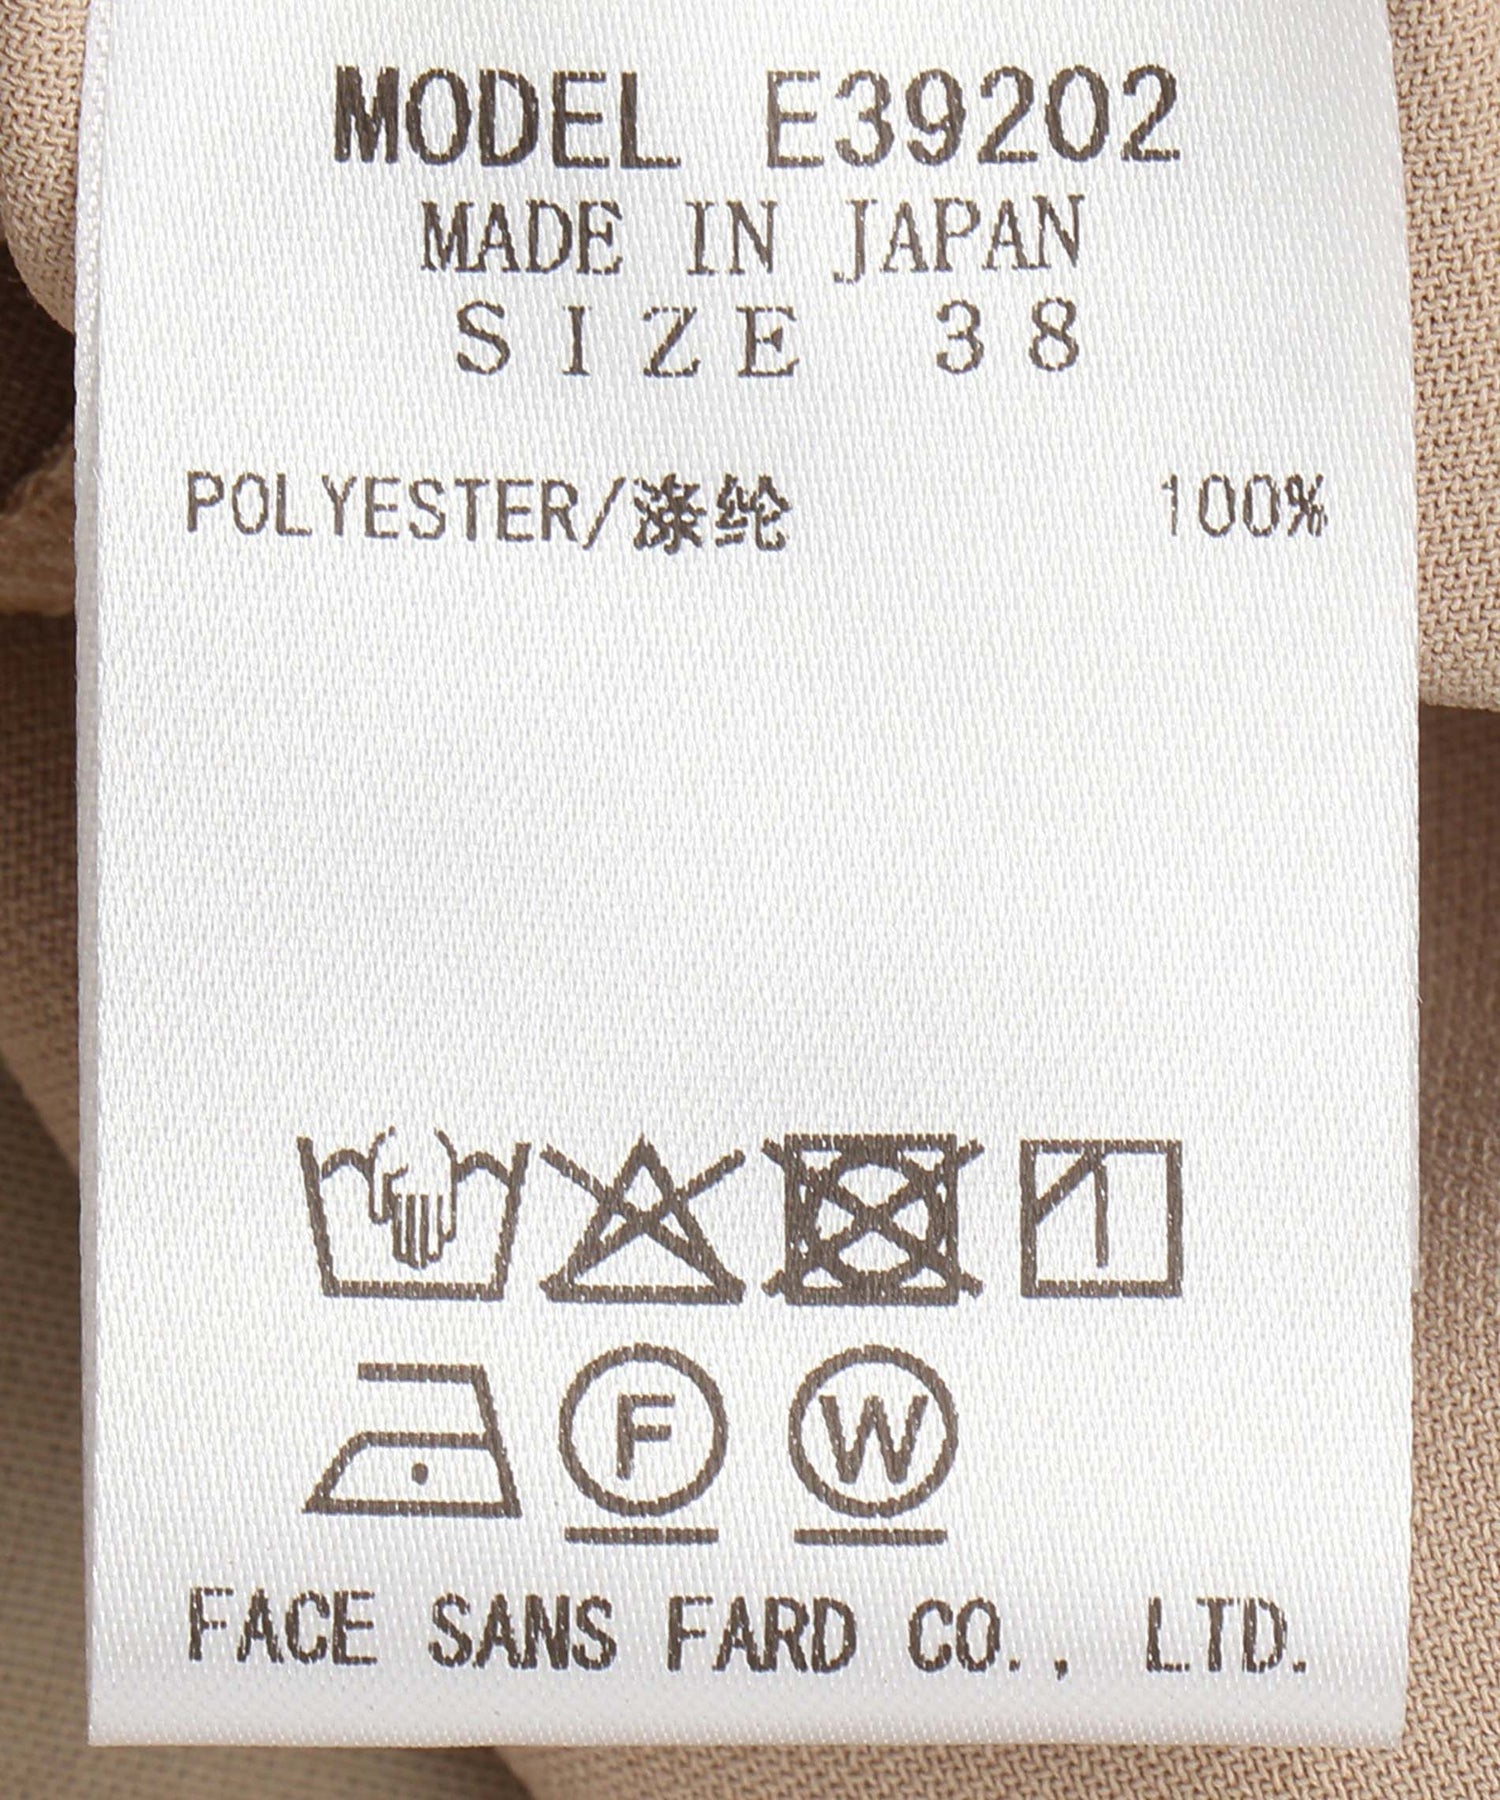 MODEL E39202
MADE IN JAPAN
SIZE 38
POLYESTER/涤纶 100%
F W
FACE SANS FARD CO., LTD.